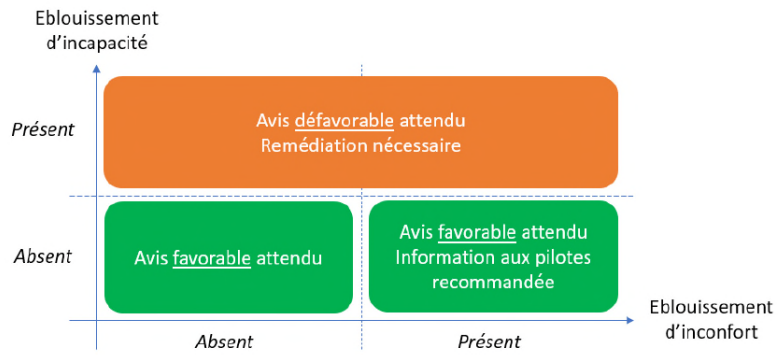 Eblouissement
d'incapacité
Présent
Avis défavorable attendu
Remédiation nécessaire
Absent
Avis favorable attendu
Avis favorable attendu
Information aux pilotes
recommandée
Eblouissement
d'inconfort
Absent
Présent